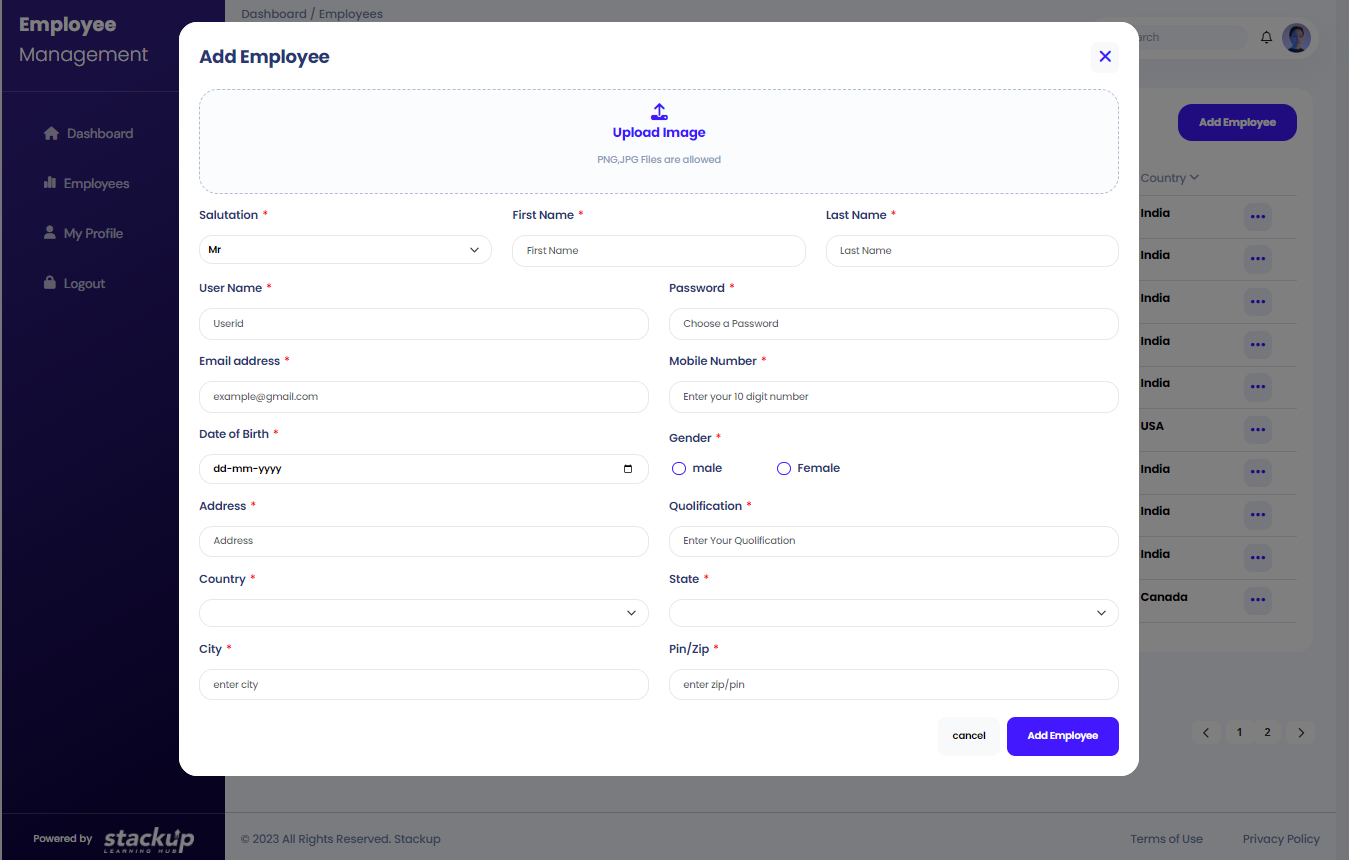 Employee
Management
Dashboard
Employees
My Profile
Logout
Powered by stackup
LEARNING HUB
Dashboard / Employees
Add Employee
Upload Image
PNG,JPG Files are allowed
Salutation *
First Name *
Last Name *
Mr
First Name
Last Name
User Name *
Password *
Userid
Choose a Password
Email address *
Mobile Number *
example@gmail.com
Enter your 10 digit number
Date of Birth *
Gender *
dd-mm-yyyy
male
Female
Address *
Quolification *
Address
Enter Your Quolification
Country *
State *
City *
Pin/Zip *
enter city
enter zip/pin
cancel
Add Employee
Add Employee
Country
India
India
India
India
India
USA
India
India
India
Canada
1
2
© 2023 All Rights Reserved. Stackup
Terms of Use
Privacy Policy